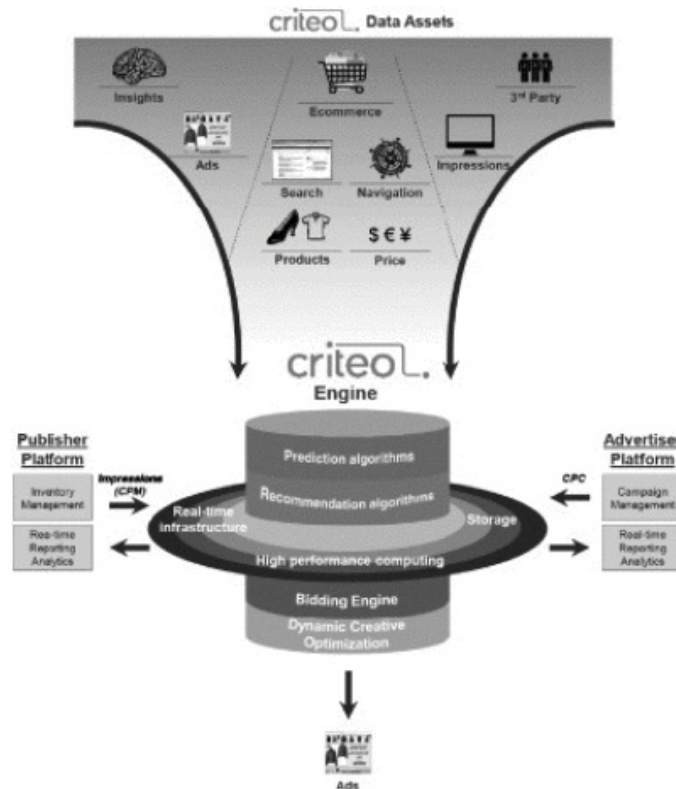 criteo. Data Assets
Insights
Ecommerce
3rd Party
Ads
Impressions
Search
Navigation
$ € ¥
Products
Price
criteo.
Engine
Publisher
Platform
Advertise
Platform
Prediction algorithms
Impressions
(CPM)
CPC
Inventory
Management
Campaign
Management
Recommendation algorithms
Real-time
infrastructure
Storage
Real-time
Reporting
Analytics
Real-time
Reporting
Analytics
High performance computing
Bidding Engine
Dynamic Creative
Optimization
Ads